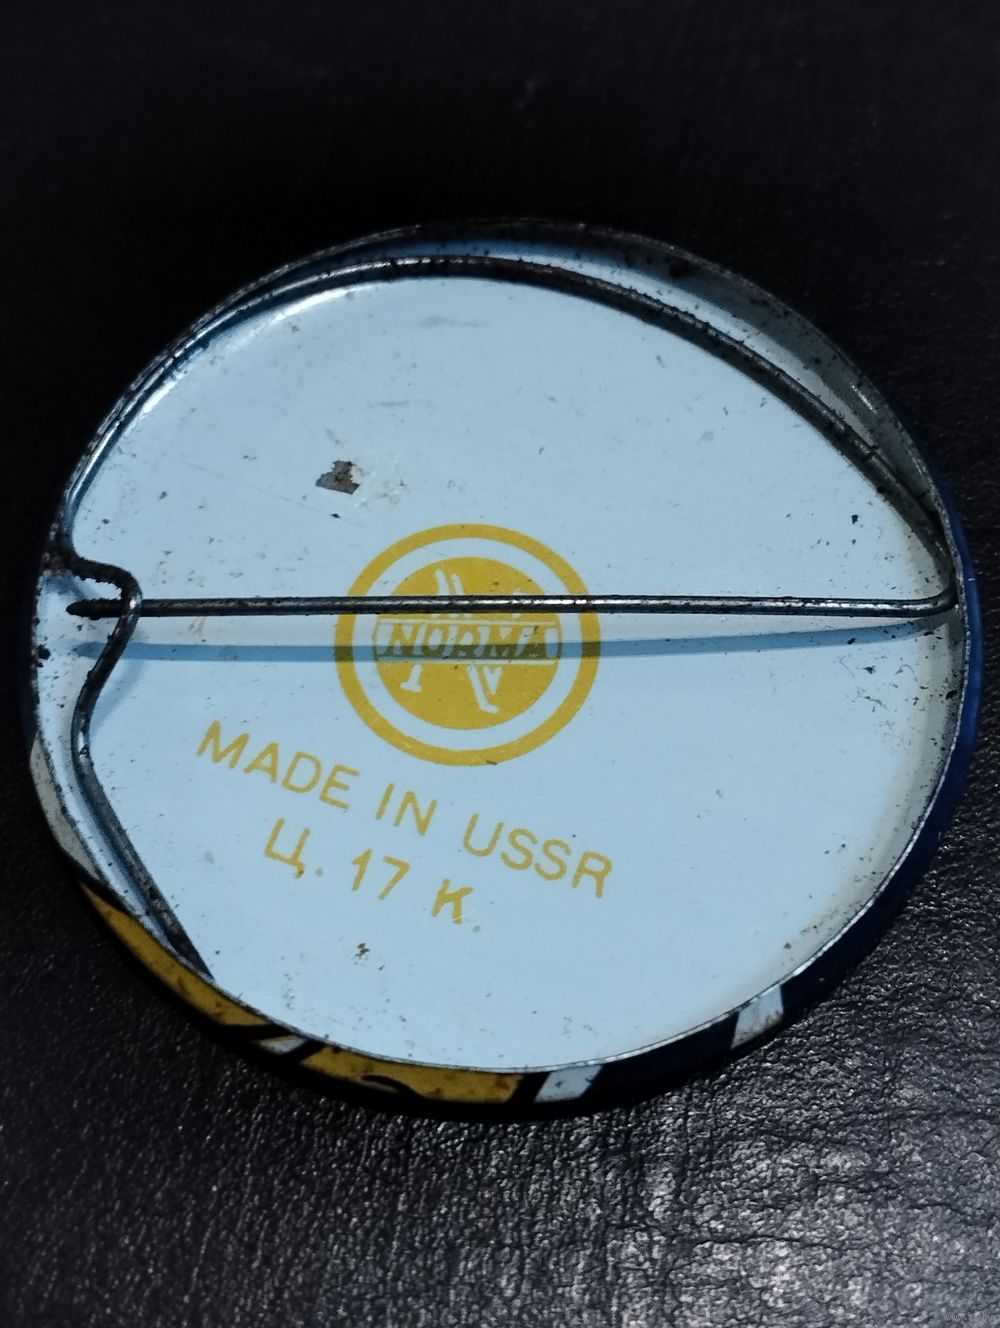 NORMA
MADE IN USSR
Ц. 17 К.